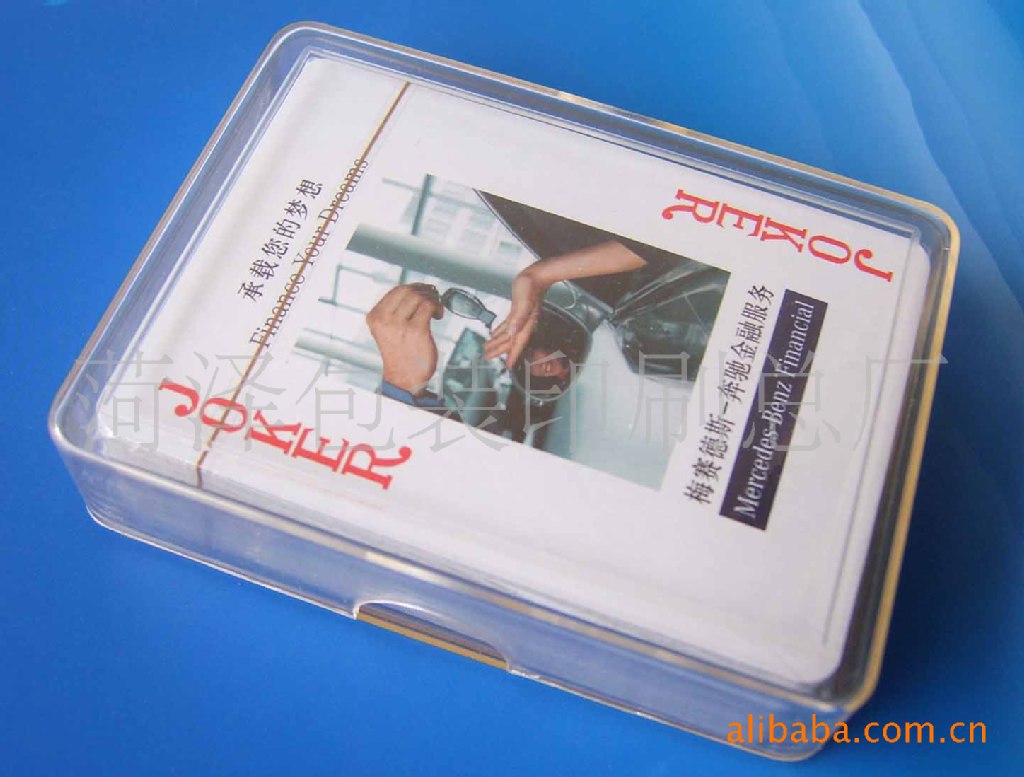 JOKER
承载您的梦想
Finance Your Dreams
梅赛德斯-奔驰金融服务
Mercedes-Benz Financial
JOKER
菏泽包装印刷总厂
alibaba.com.cn